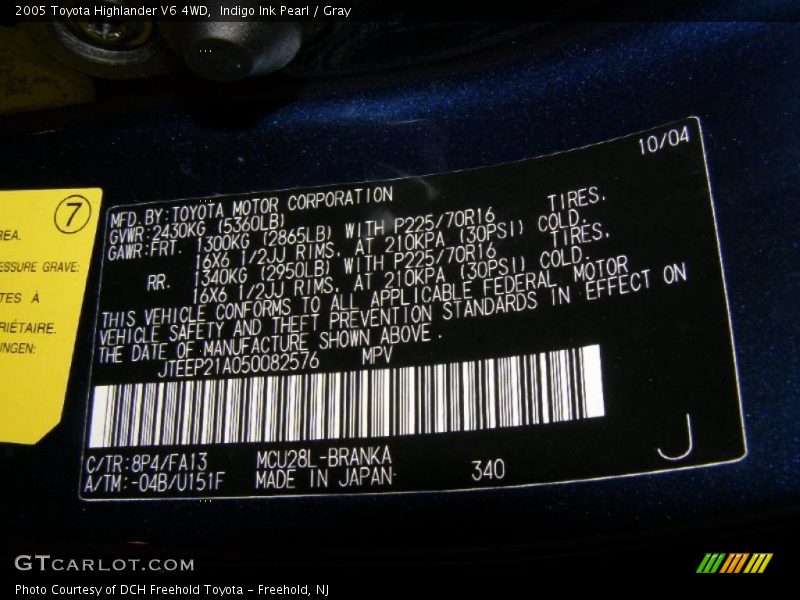 2005 Toyota Highlander V6 4WD,  Indigo Ink Pearl / Gray
10/04
7
REA.
ESSURE GRAVE.
TES À
RIÉTAIRE.
INGEN:
MFD.BY:TOYOTA MOTOR CORPORATION
GVWR:2430KG (5360LB)
GAWR:FRT. 1300KG (2865LB) WITH P225/70R16 TIRES.
16X6 1/2JJ RIMS, AT 210KPA (30PSI) COLD.
RR. 1340KG (2950LB) WITH P225/70R16 TIRES.
16X6 1/2JJ RIMS, AT 210KPA (30PSI) COLD.
THIS VEHICLE CONFORMS TO ALL APPLICABLE FEDERAL MOTOR
VEHICLE SAFETY AND THEFT PREVENTION STANDARDS IN EFFECT ON
THE DATE OF MANUFACTURE SHOWN ABOVE.
JTEEP21A050082576 MPV
C/TR:8P4/FA13 MCU28L-BRANKA
A/TM:-04B/U151F MADE IN JAPAN 340
J
GTCARLOT.COM
Photo Courtesy of DCH Freehold Toyota - Freehold, NJ